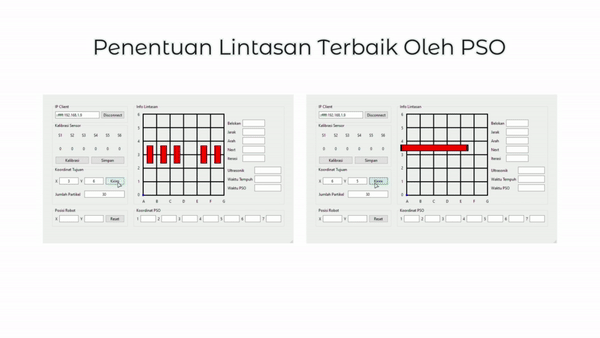 Penentuan Lintasan Terbaik Oleh PSO
IP Client
Disconnect
Kalibrasi Sensor
S1 S2 S3 S4 S5 S6
0 0 0 0 0 0
Kalibrasi Simpan
Koordinat Tujuan
X Y Kirim
Jumlah Partikel 30
Posisi Robot
X Y Reset
Info Lintasan
6
5
4
3
2
1
0
A B C D E F G
Belokan
Jarak
Arah
Next
Iterasi
Ultrasonik
Waktu Tempuh
Waktu PSO
Koordinat PSO
1 2 3 4 5 6 7
IP Client
Disconnect
Kalibrasi Sensor
S1 S2 S3 S4 S5 S6
0 0 0 0 0 0
Kalibrasi Simpan
Koordinat Tujuan
X Y Kirim
Jumlah Partikel 30
Posisi Robot
X Y Reset
Info Lintasan
6
5
4
3
2
1
0
A B C D E F G
Belokan
Jarak
Arah
Next
Iterasi
Ultrasonik
Waktu Tempuh
Waktu PSO
Koordinat PSO
1 2 3 4 5 6 7